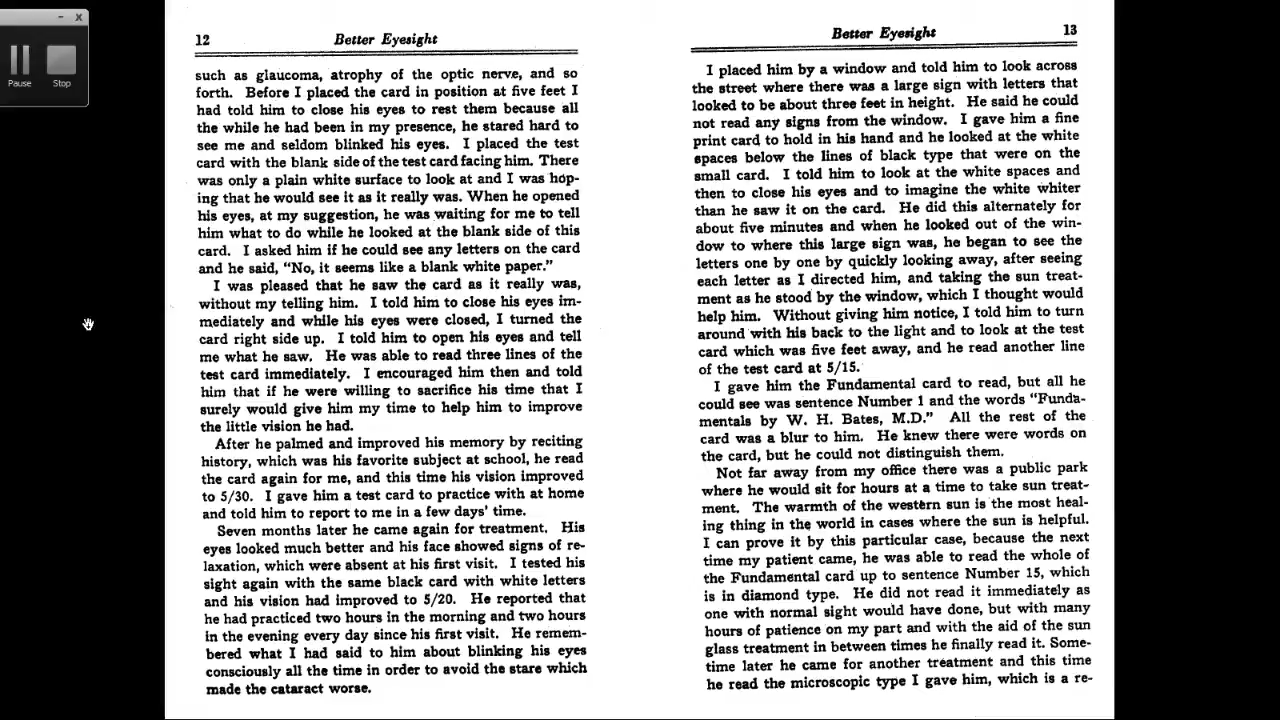 Pause
Stop
12
Better Eyesight
such as glaucoma, atrophy of the optic nerve, and so
forth. Before I placed the card in position at five feet I
had told him to close his eyes to rest them because all
the while he had been in my presence, he stared hard to
see me and seldom blinked his eyes. I placed the test
card with the blank side of the test card facing him. There
was only a plain white surface to look at and I was hop-
ing that he would see it as it really was. When he opened
his eyes, at my suggestion, he was waiting for me to tell
him what to do while he looked at the blank side of this
card. I asked him if he could see any letters on the card
and he said, "No, it seems like a blank white paper."
I was pleased that he saw the card as it really was,
without my telling him. I told him to close his eyes im-
mediately and while his eyes were closed, I turned the
card right side up. I told him to open his eyes and tell
me what he saw. He was able to read three lines of the
test card immediately. I encouraged him then and told
him that if he were willing to sacrifice his time that I
surely would give him my time to help him to improve
the little vision he had.
After he palmed and improved his memory by reciting
history, which was his favorite subject at school, he read
the card again for me, and this time his vision improved
to 5/30. I gave him a test card to practice with at home
and told him to report to me in a few days' time.
Seven months later he came again for treatment. His
eyes looked much better and his face showed signs of re-
laxation, which were absent at his first visit. I tested his
sight again with the same black card with white letters
and his vision had improved to 5/20. He reported that
he had practiced two hours in the morning and two hours
in the evening every day since his first visit. He remem-
bered what I had said to him about blinking his eyes
consciously all the time in order to avoid the stare which
made the cataract worse.
Better Eyesight
13
I placed him by a window and told him to look across
the street where there was a large sign with letters that
looked to be about three feet in height. He said he could
not read any signs from the window. I gave him a fine
print card to hold in his hand and he looked at the white
spaces below the lines of black type that were on the
small card. I told him to look at the white spaces and
then to close his eyes and to imagine the white whiter
than he saw it on the card. He did this alternately for
about five minutes and when he looked out of the win-
dow to where this large sign was, he began to see the
letters one by one by quickly looking away, after seeing
each letter as I directed him, and taking the sun treat-
ment as he stood by the window, which I thought would
help him. Without giving him notice, I told him to turn
around with his back to the light and to look at the test
card which was five feet away, and he read another line
of the test card at 5/15.
I gave him the Fundamental card to read, but all he
could see was sentence Number 1 and the words "Funda-
mentals by W. H. Bates, M.D." All the rest of the
card was a blur to him. He knew there were words on
the card, but he could not distinguish them.
Not far away from my office there was a public park
where he would sit for hours at a time to take sun treat-
ment. The warmth of the western sun is the most heal-
ing thing in the world in cases where the sun is helpful.
I can prove it by this particular case, because the next
time my patient came, he was able to read the whole of
the Fundamental card up to sentence Number 15, which
is in diamond type. He did not read it immediately as
one with normal sight would have done, but with many
hours of patience on my part and with the aid of the sun
glass treatment in between times he finally read it. Some-
time later he came for another treatment and this time
he read the microscopic type I gave him, which is a re-